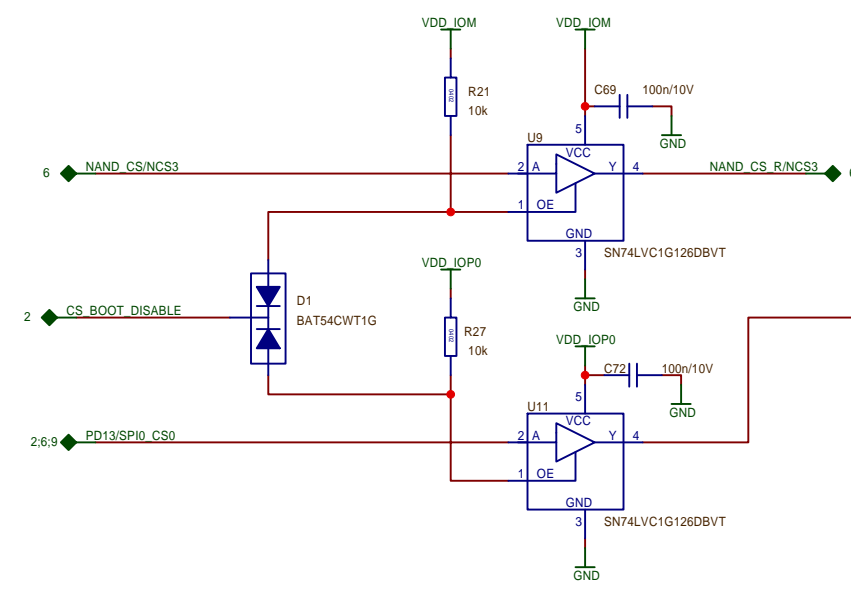 VDD_IOM
VDD_IOM
R21
10k
0402
C69
100n/10V
GND
U9
5
VCC
6
NAND_CS/NCS3
2
A
Y
4
NAND_CS_R/NCS3
1
OE
GND
3
SN74LVC1G126DBVT
GND
VDD_IOP0
2
CS_BOOT_DISABLE
D1
BAT54CWT1G
R27
10k
0402
VDD_IOP0
C72
100n/10V
GND
U11
5
VCC
2;6;9
PD13/SPI0_CS0
2
A
Y
4
1
OE
GND
3
SN74LVC1G126DBVT
GND